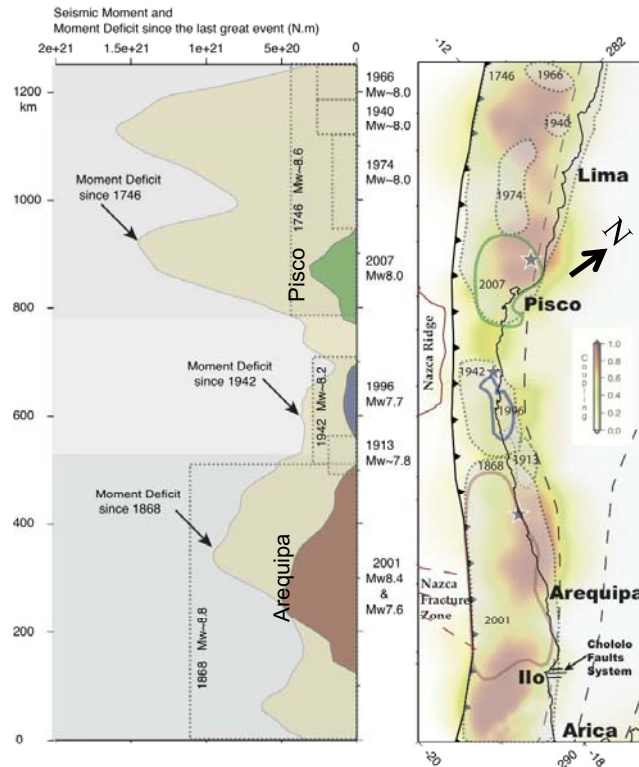 Seismic Moment and
Moment Deficit since the last great event (N.m)
2e+21 1.5e+21 1e+21 5e+21 0
1200
km
1000
800
600
400
200
0
Moment Deficit
since 1746
Moment Deficit
since 1942
Moment Deficit
since 1868
1746 Mw~8.6
Pisco
1942 Mw~8.2
Arequipa
1868 Mw~8.8
1966
Mw~8.0
1940
~Mw~8.0
1974
Mw~8.0
2007
Mw8.0
1996
Mw7.7
1913
Mw~7.8
2001
Mw8.4
&
Mw7.6
-12
282
1746
1966
1940
Lima
1974
N
2007
Pisco
Nazca Ridge
1942
1996
1913
1868
Coupling
1.0
0.8
0.6
0.4
0.2
0.0
Nazca
Fracture
Zone
2001
Arequipa
Chololo
Faults
System
Ilo
Arica
-20
290
-18